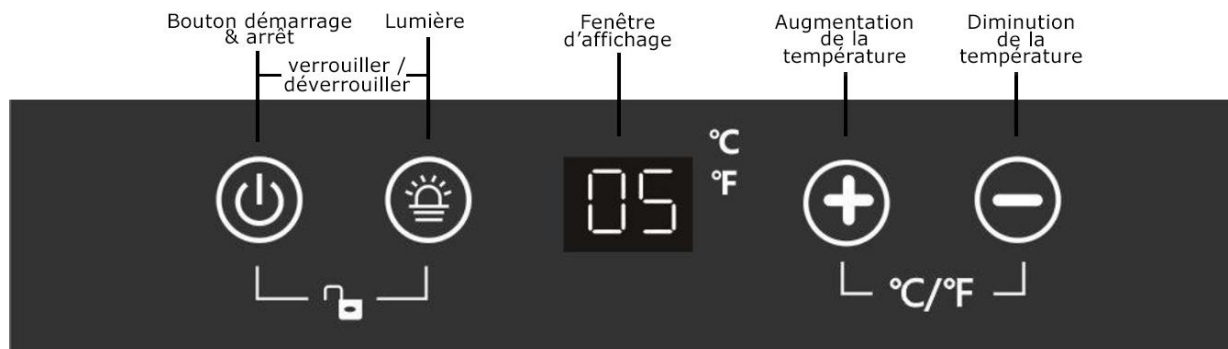 Bouton démarrage
& arrêt
Lumière
verrouiller /
déverrouiller
Fenêtre
d'affichage
Augmentation
de la
température
Diminution
de la
température
05
°C
°F
°C/°F